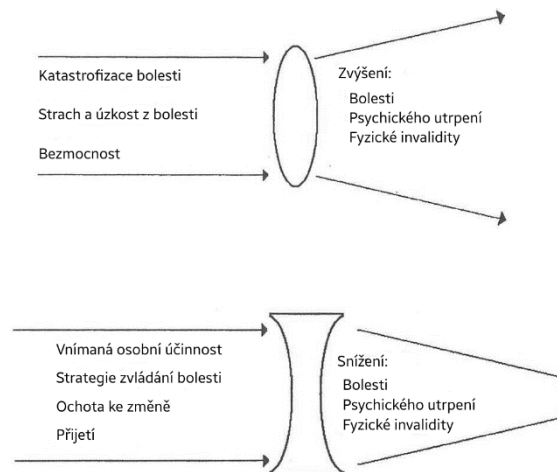 Katastrofizace bolesti
Strach a úzkost z bolesti
Bezmocnost
Zvýšení:
Bolesti
Psychického utrpení
Fyzické invalidity
Vnímaná osobní účinnost
Strategie zvládání bolesti
Ochota ke změně
Přijetí
Snížení:
Bolesti
Psychického utrpení
Fyzické invalidity